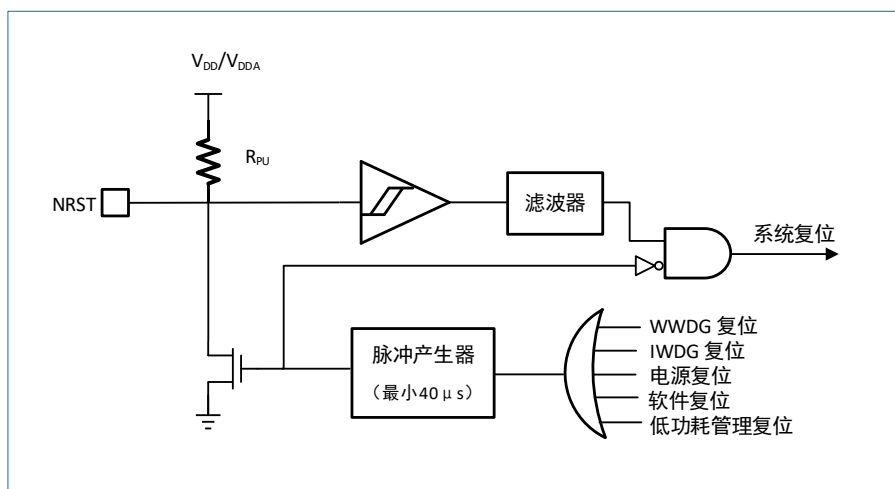 VDD/VDDA
RPU
NRST
滤波器
系统复位
脉冲产生器
（最小40μs）
WWDG 复位
IWDG 复位
电源复位
软件复位
低功耗管理复位